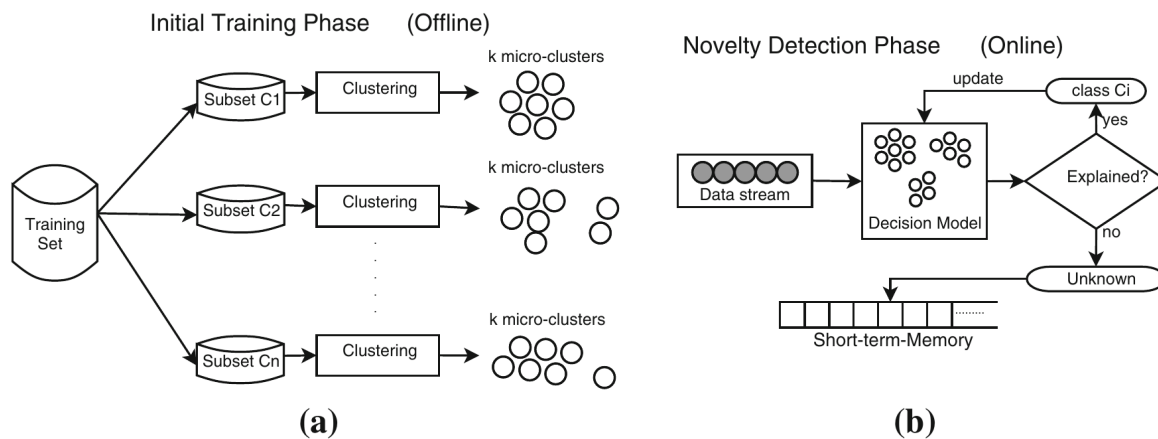 Initial Training Phase (Offline)
k micro-clusters
Subset C1
Clustering
Training
Set
k micro-clusters
Subset C2
Clustering
k micro-clusters
Subset Cn
Clustering
(a)
Novelty Detection Phase (Online)
update
class Ci
yes
Data stream
Decision Model
Explained?
no
Unknown
Short-term-Memory
(b)